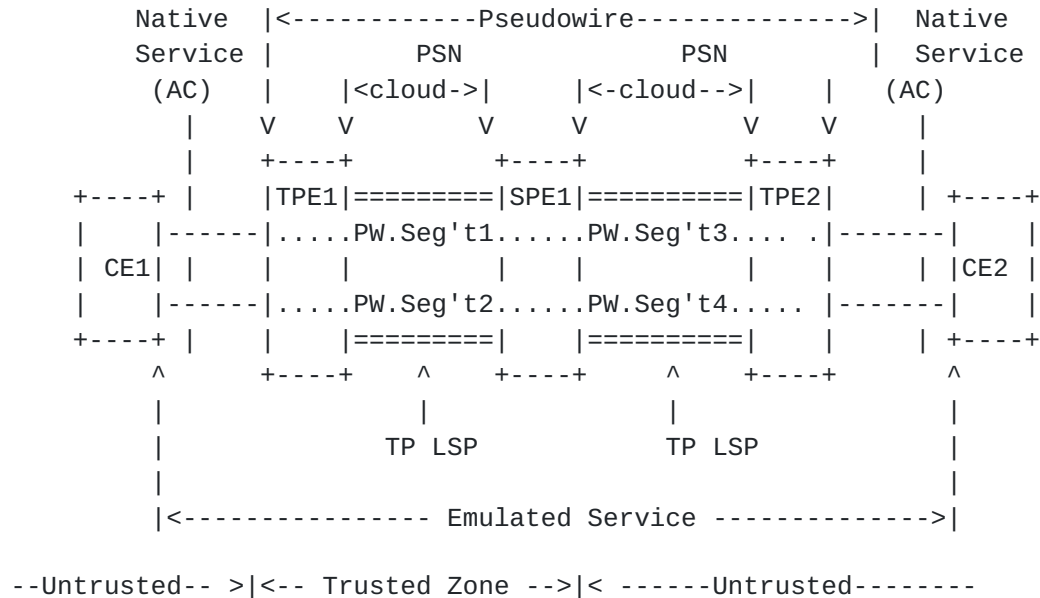 Native |<------------Pseudowire-------------->| Native
Service | PSN PSN | Service
(AC) | |<cloud->| |<-cloud-->| | (AC)
| V V V V V V |
| +----+ +----+ +----+ |
+----+ | |TPE1|=========|SPE1|==========|TPE2| | +----+
| |------|.....PW.Seg't1......PW.Seg't3.... .|-------| |
| CE1| | | | | | | | | |CE2 |
| |------|.....PW.Seg't2......PW.Seg't4..... |-------| |
+----+ | | |=========| |==========| | | +----+
^ +----+ ^ +----+ ^ +----+ ^
| | | |
| TP LSP TP LSP |
| |
|<---------------- Emulated Service -------------->|
--Untrusted-- >|<-- Trusted Zone -->|< ------Untrusted--------